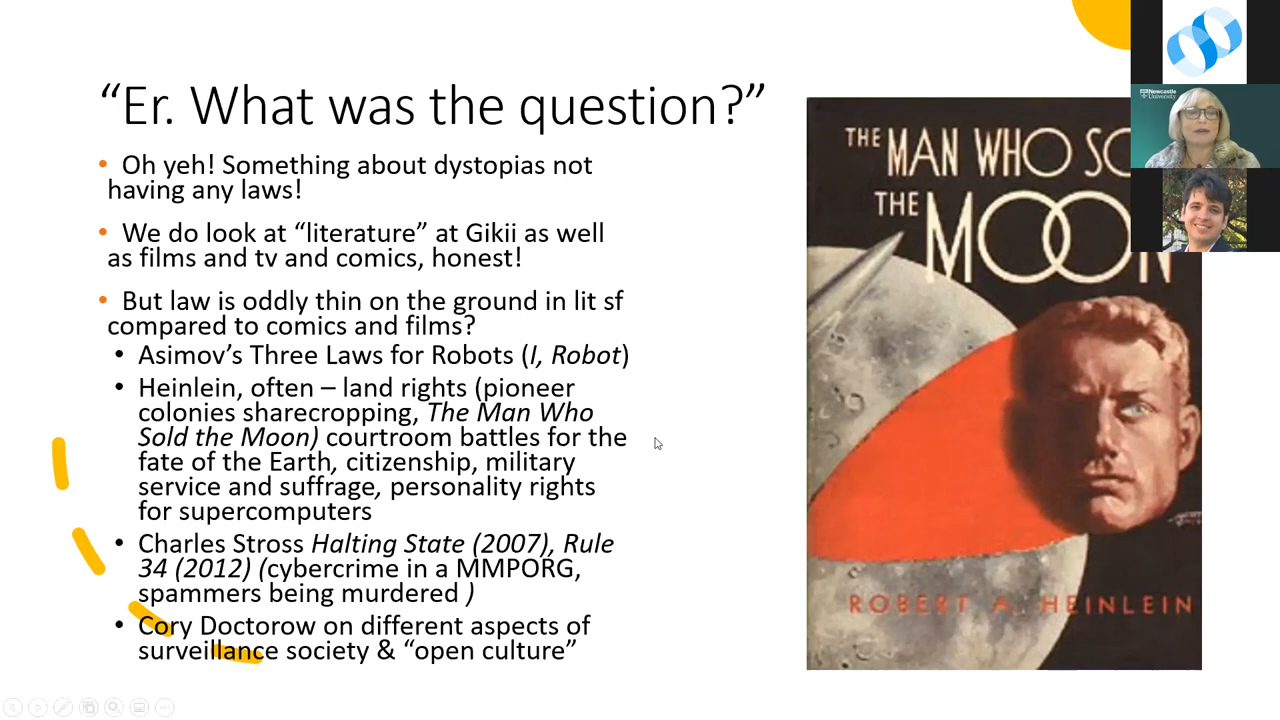 “Er. What was the question?”
• Oh yeh! Something about dystopias not
having any laws!
• We do look at “literature” at Gikii as well
as films and tv and comics, honest!
• But law is oddly thin on the ground in lit sf
compared to comics and films?
• Asimov’s Three Laws for Robots (I, Robot)
• Heinlein, often – land rights (pioneer
colonies sharecropping, The Man Who
Sold the Moon) courtroom battles for the
fate of the Earth, citizenship, military
service and suffrage, personality rights
for supercomputers
• Charles Stross Halting State (2007), Rule
34 (2012) (cybercrime in a MMPORG,
spammers being murdered )
• Cory Doctorow on different aspects of
surveillance society & “open culture”
THE MAN WHO SO
THE MOON
ROBERT A. HEINLEIN
Newcastle
University